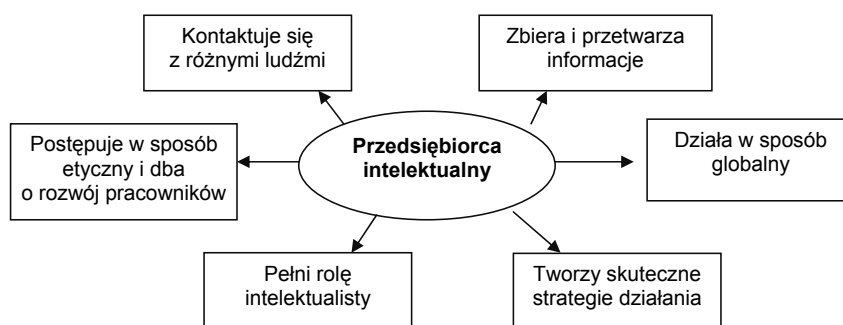 Kontaktuje się
z różnymi ludźmi
Zbiera i przetwarza
informacje
Postępuje w sposób
etyczny i dba
o rozwój pracowników
Przedsiębiorca
intelektualny
Działa w sposób
globalny
Pełni rolę
intelektualisty
Tworzy skuteczne
strategie działania